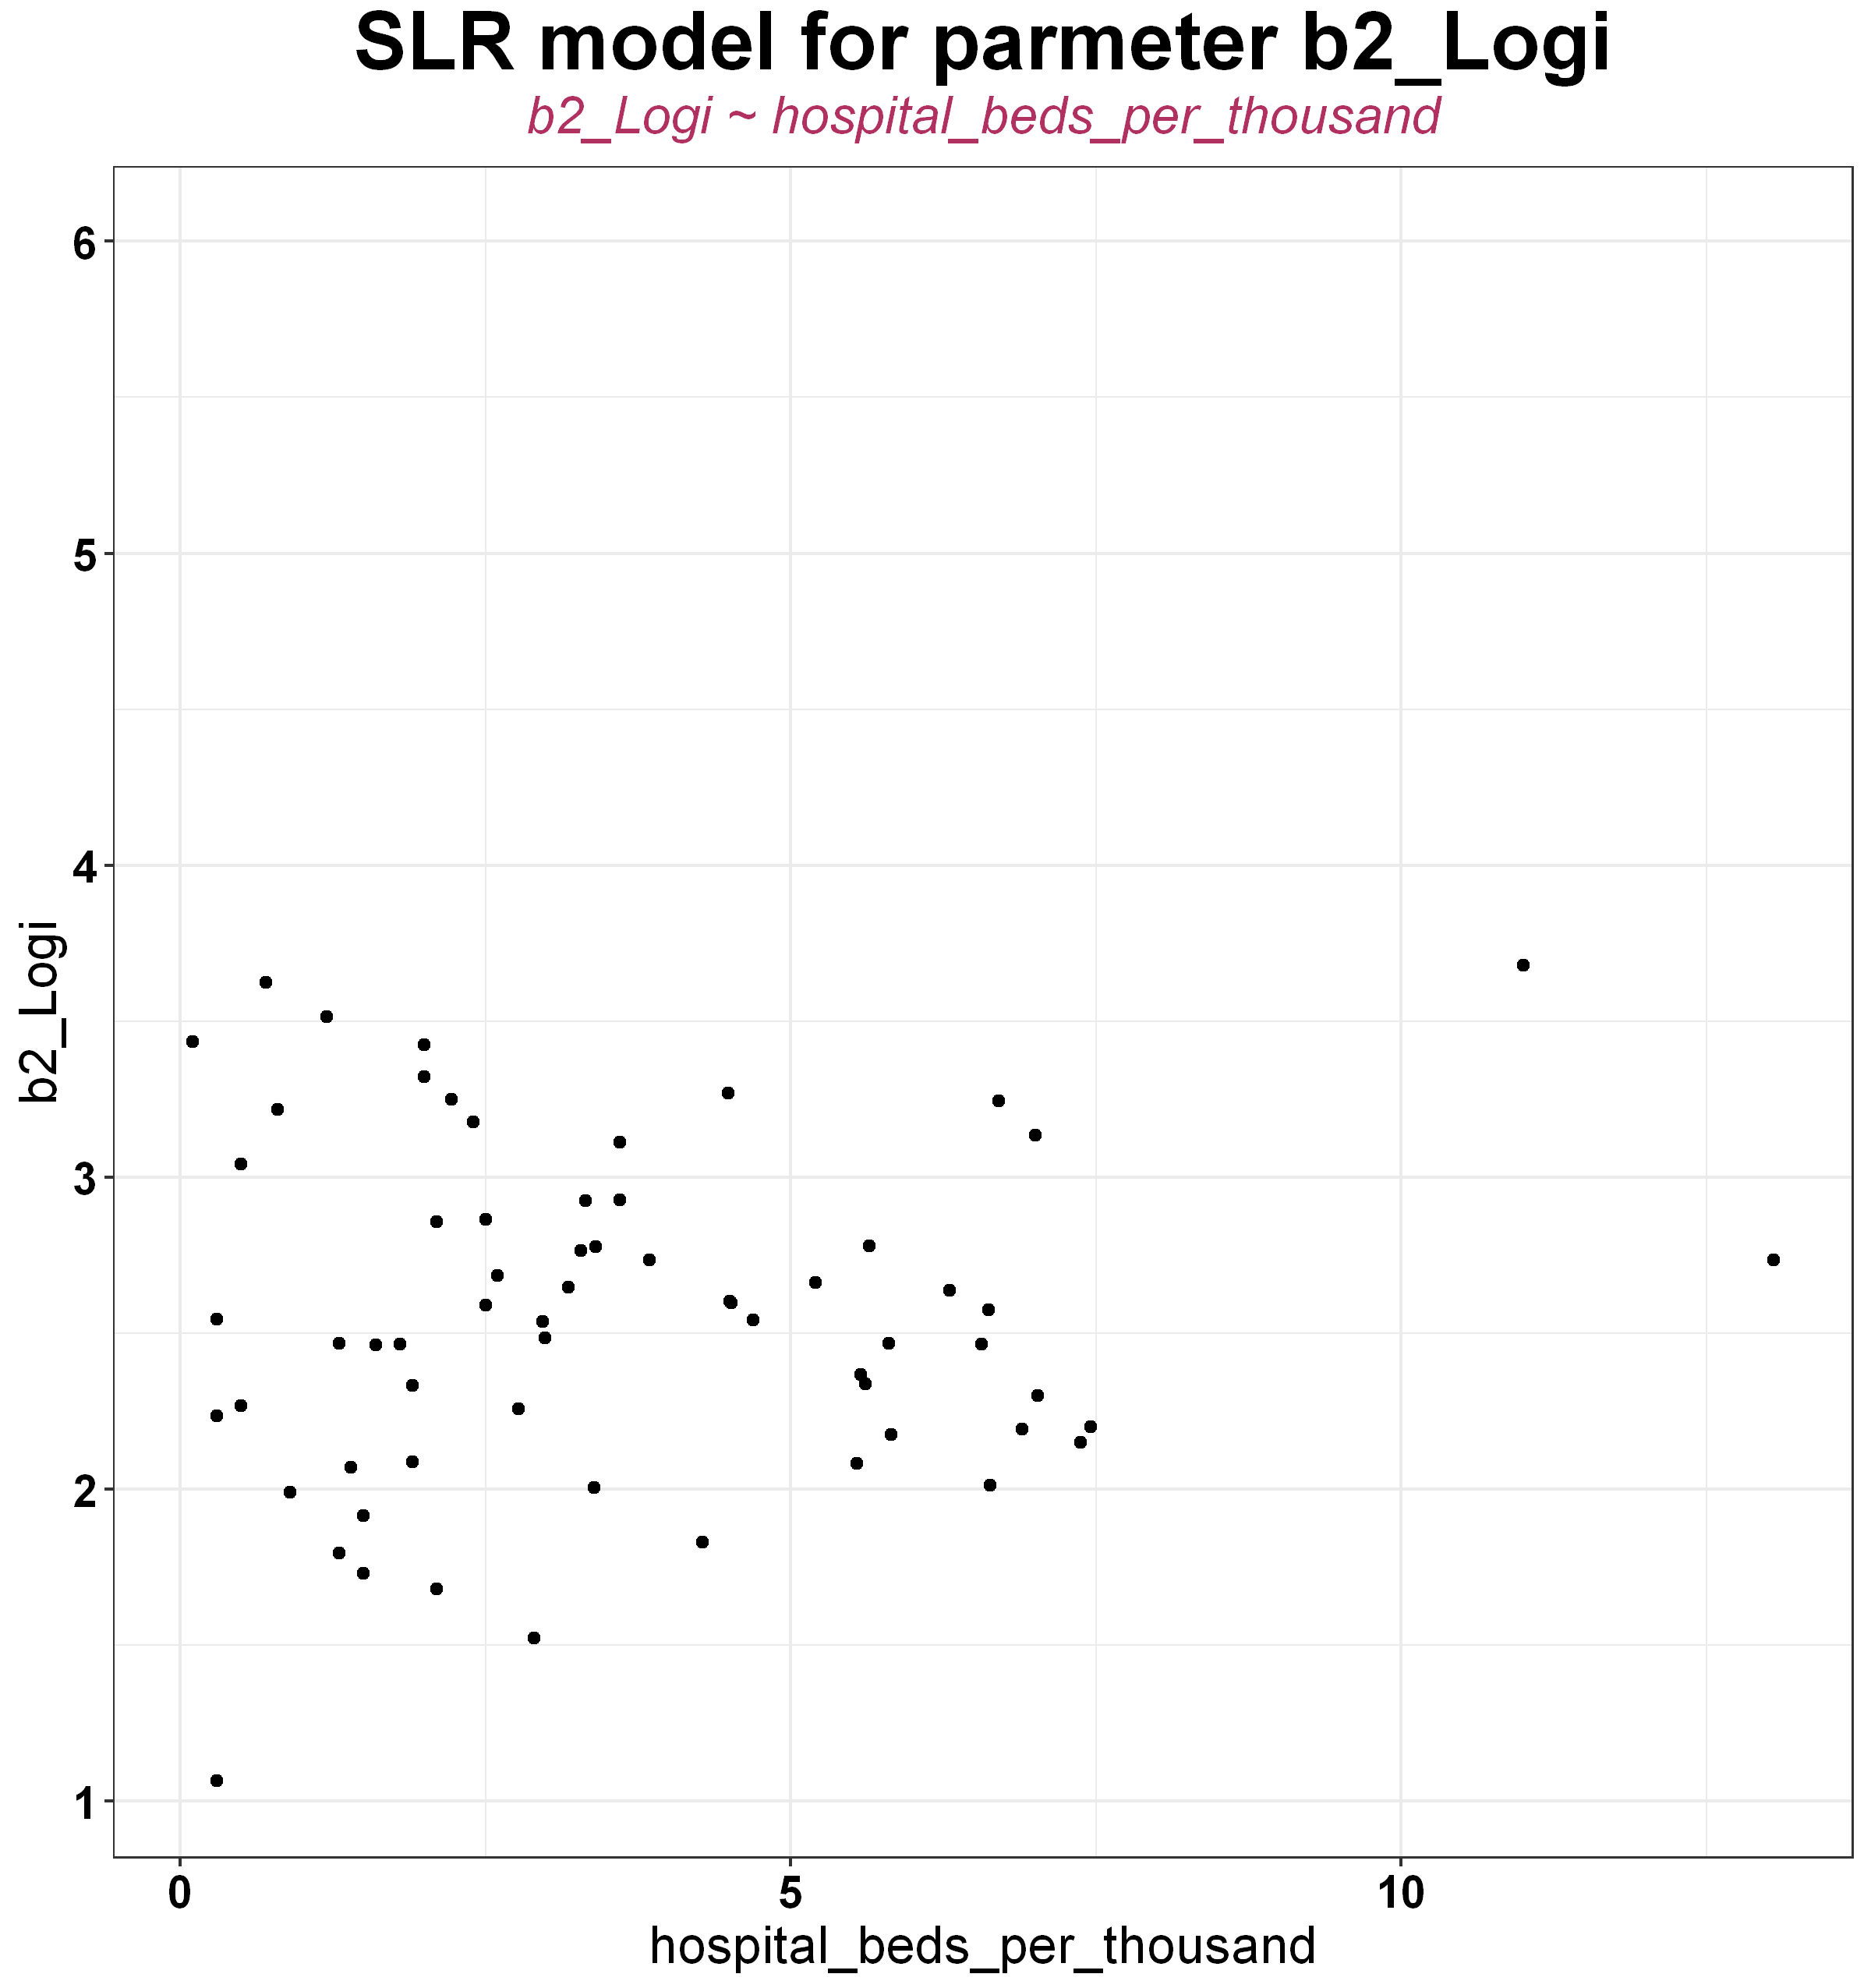 SLR model for parmeter b2_Logi
b2_Logi ~ hospital_beds_per_thousand
6
5
4
3
2
1
b2_Logi
0 5 10
hospital_beds_per_thousand